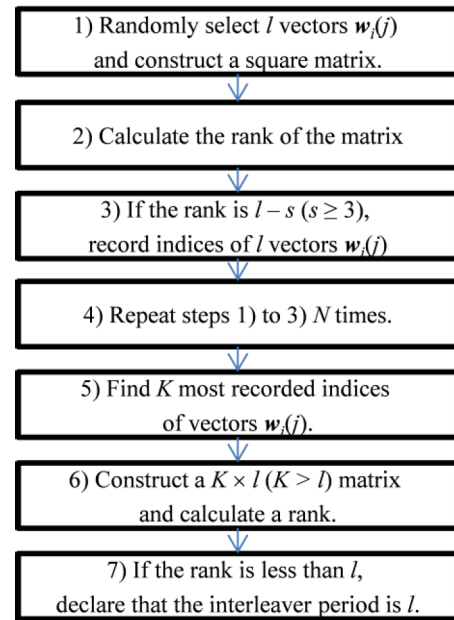 1) Randomly select l vectors wᵢ(j)
and construct a square matrix.
2) Calculate the rank of the matrix
3) If the rank is l – s (s ≥ 3),
record indices of l vectors wᵢ(j)
4) Repeat steps 1) to 3) N times.
5) Find K most recorded indices
of vectors wᵢ(j).
6) Construct a K × l (K > l) matrix
and calculate a rank.
7) If the rank is less than l,
declare that the interleaver period is l.